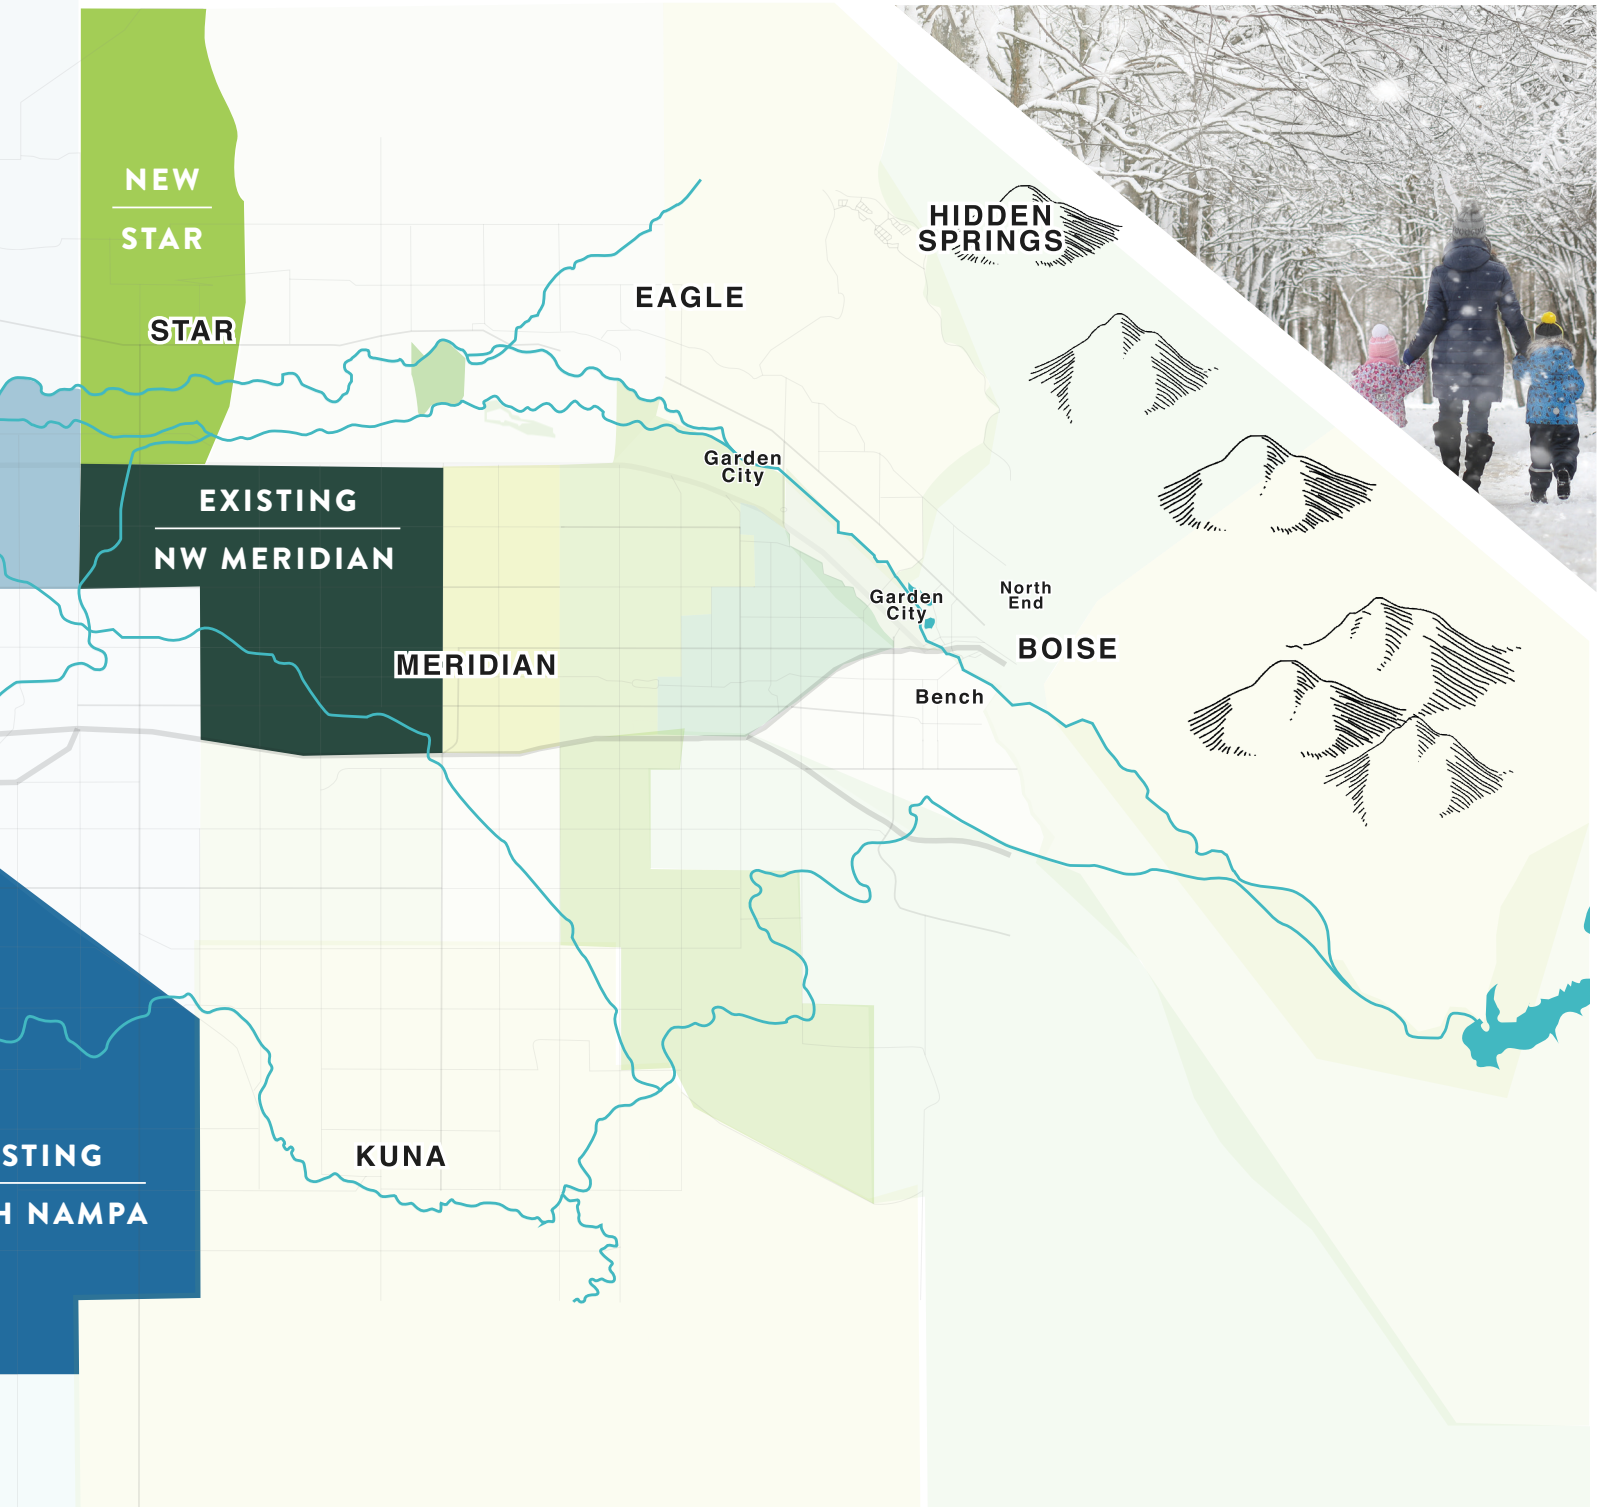 NEW
STAR
HIDDEN
SPRINGS
EAGLE
STAR
Garden
City
EXISTING
NW MERIDIAN
North
End
Garden
City
BOISE
MERIDIAN
Bench
STING
H NAMPA
KUNA